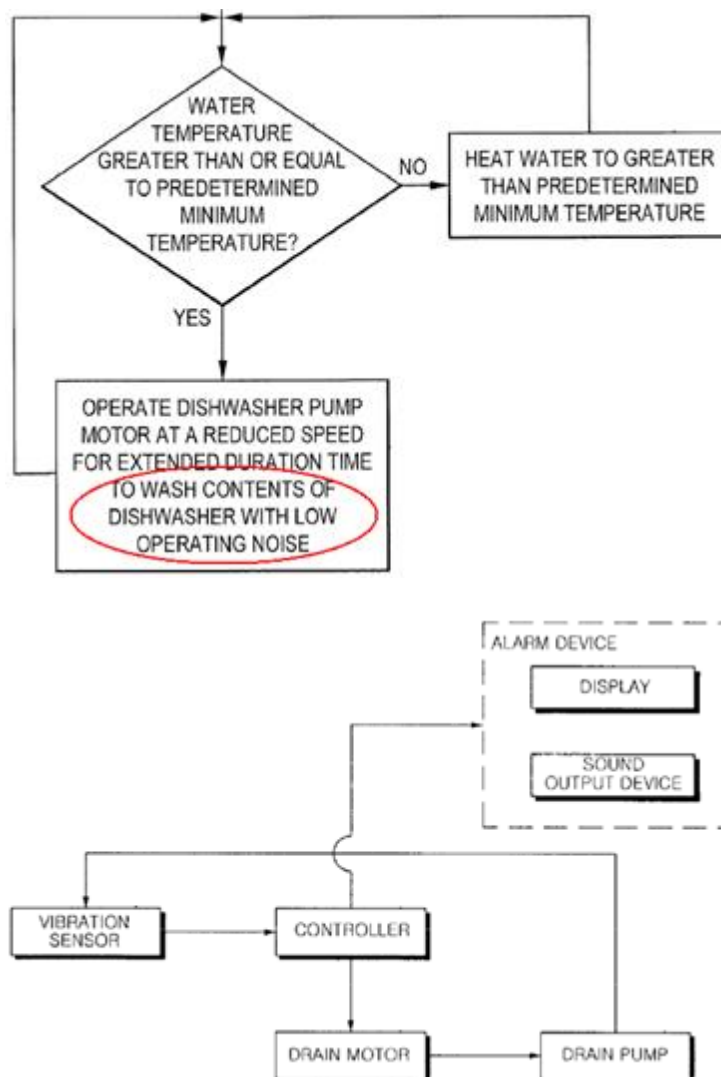 WATER
TEMPERATURE
GREATER THAN OR EQUAL
TO PREDETERMINED
MINIMUM
TEMPERATURE?
NO
HEAT WATER TO GREATER
THAN PREDETERMINED
MINIMUM TEMPERATURE
YES
OPERATE DISHWASHER PUMP
MOTOR AT A REDUCED SPEED
FOR EXTENDED DURATION TIME
TO WASH CONTENTS OF
DISHWASHER WITH LOW
OPERATING NOISE
ALARM DEVICE
DISPLAY
SOUND
OUTPUT DEVICE
VIBRATION
SENSOR
CONTROLLER
DRAIN MOTOR
DRAIN PUMP